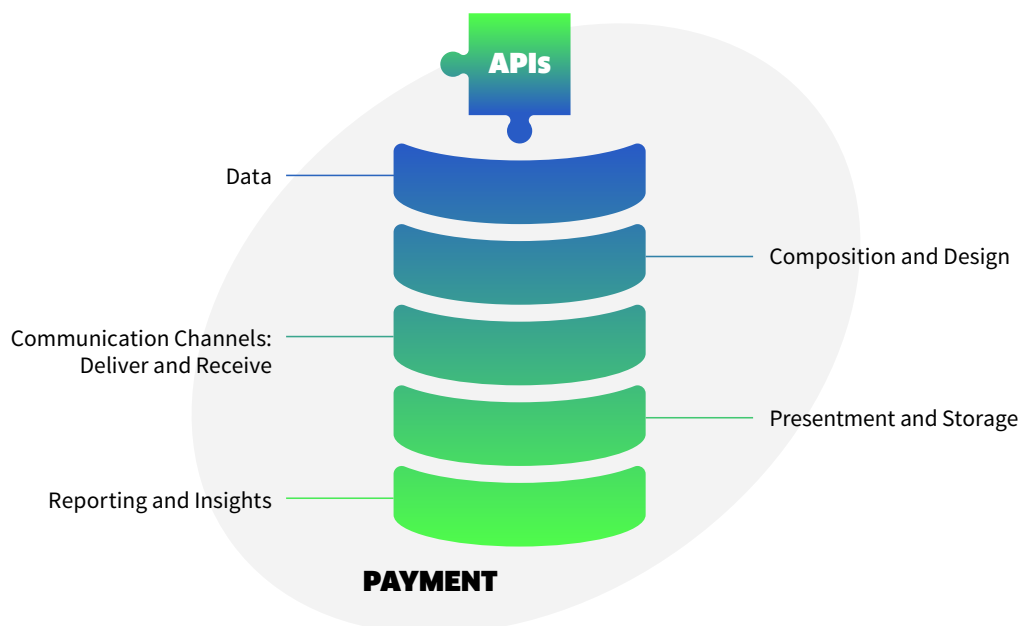 APIs
Data
Composition and Design
Communication Channels:
Deliver and Receive
Presentment and Storage
Reporting and Insights
PAYMENT